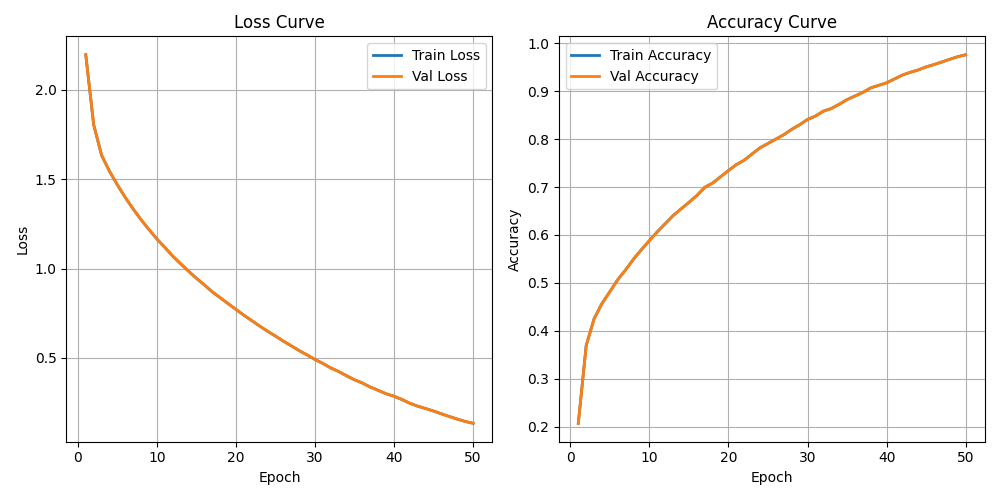 Loss Curve
Train Loss
Val Loss
2.0
1.5
1.0
0.5
Loss
0 10 20 30 40 50
Epoch
Accuracy Curve
Train Accuracy
Val Accuracy
1.0
0.9
0.8
0.7
0.6
0.5
0.4
0.3
0.2
Accuracy
0 10 20 30 40 50
Epoch